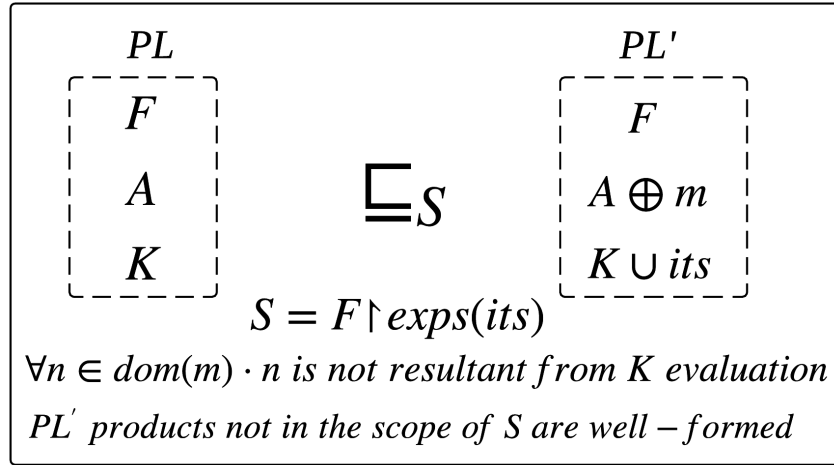 PL PL'
F F
A ⊑S A ⊕ m
K K ∪ its
S = F↾exps(its)
∀n ∈ dom(m) · n is not resultant from K evaluation
PL′ products not in the scope of S are well − formed